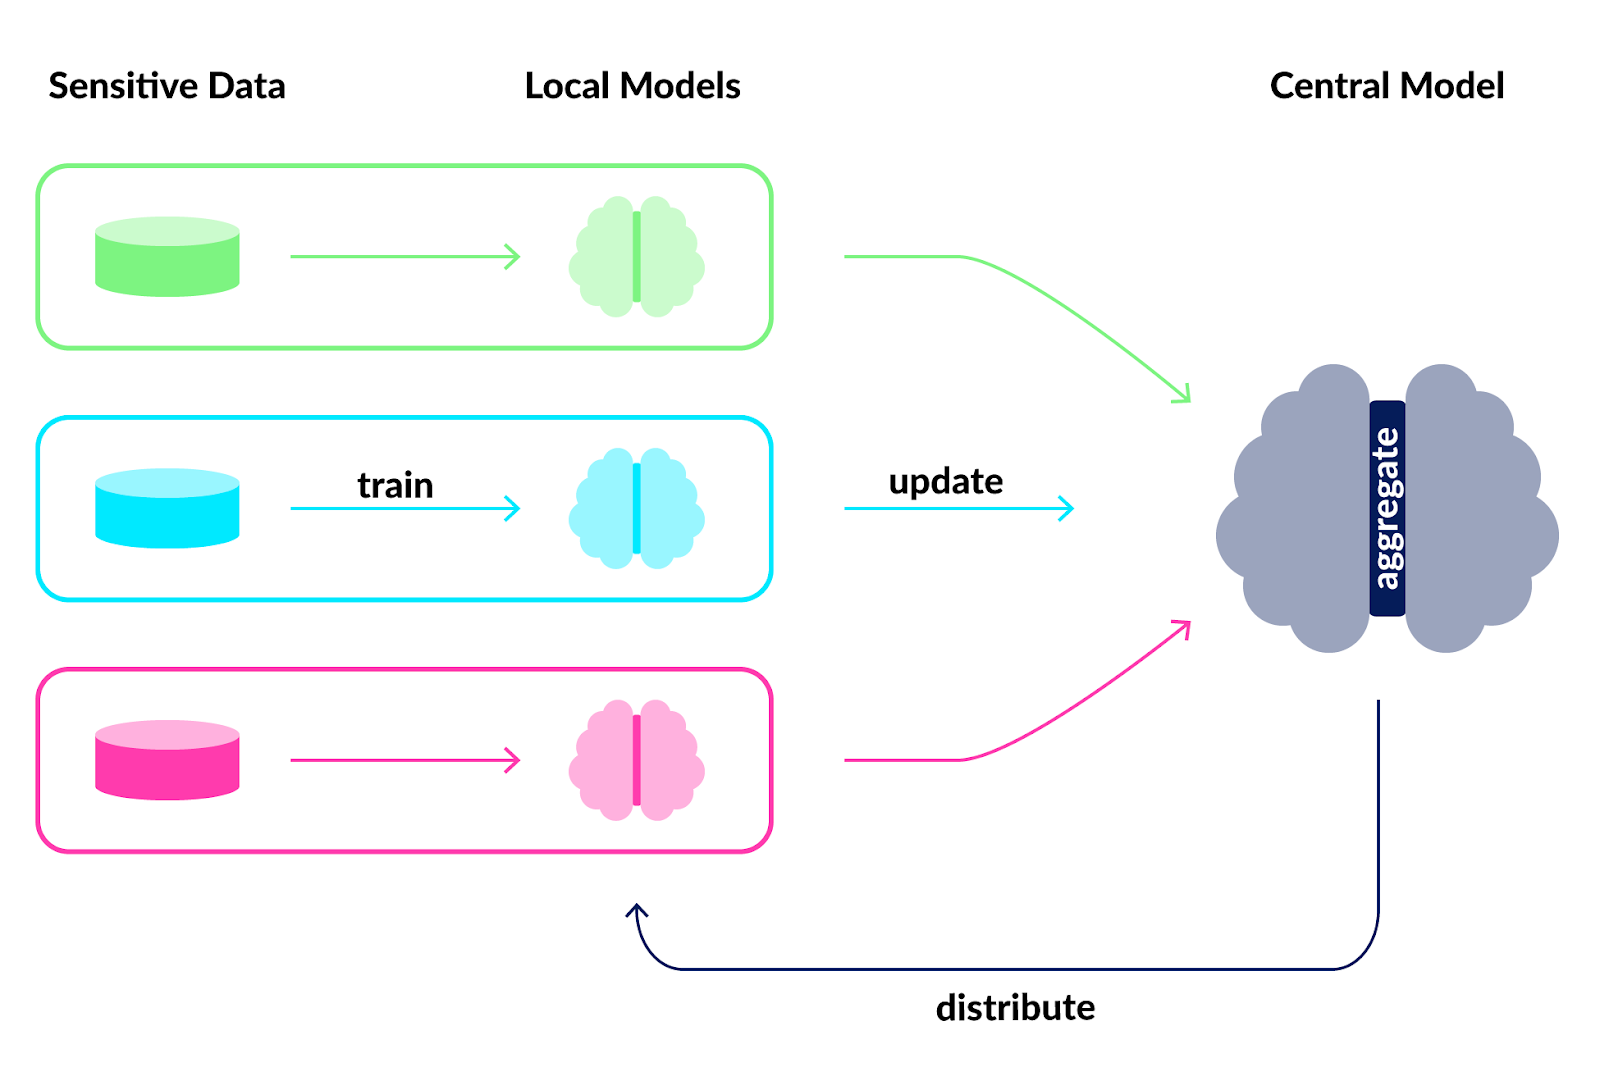 Sensitive Data
Local Models
Central Model
train
update
aggregate
distribute